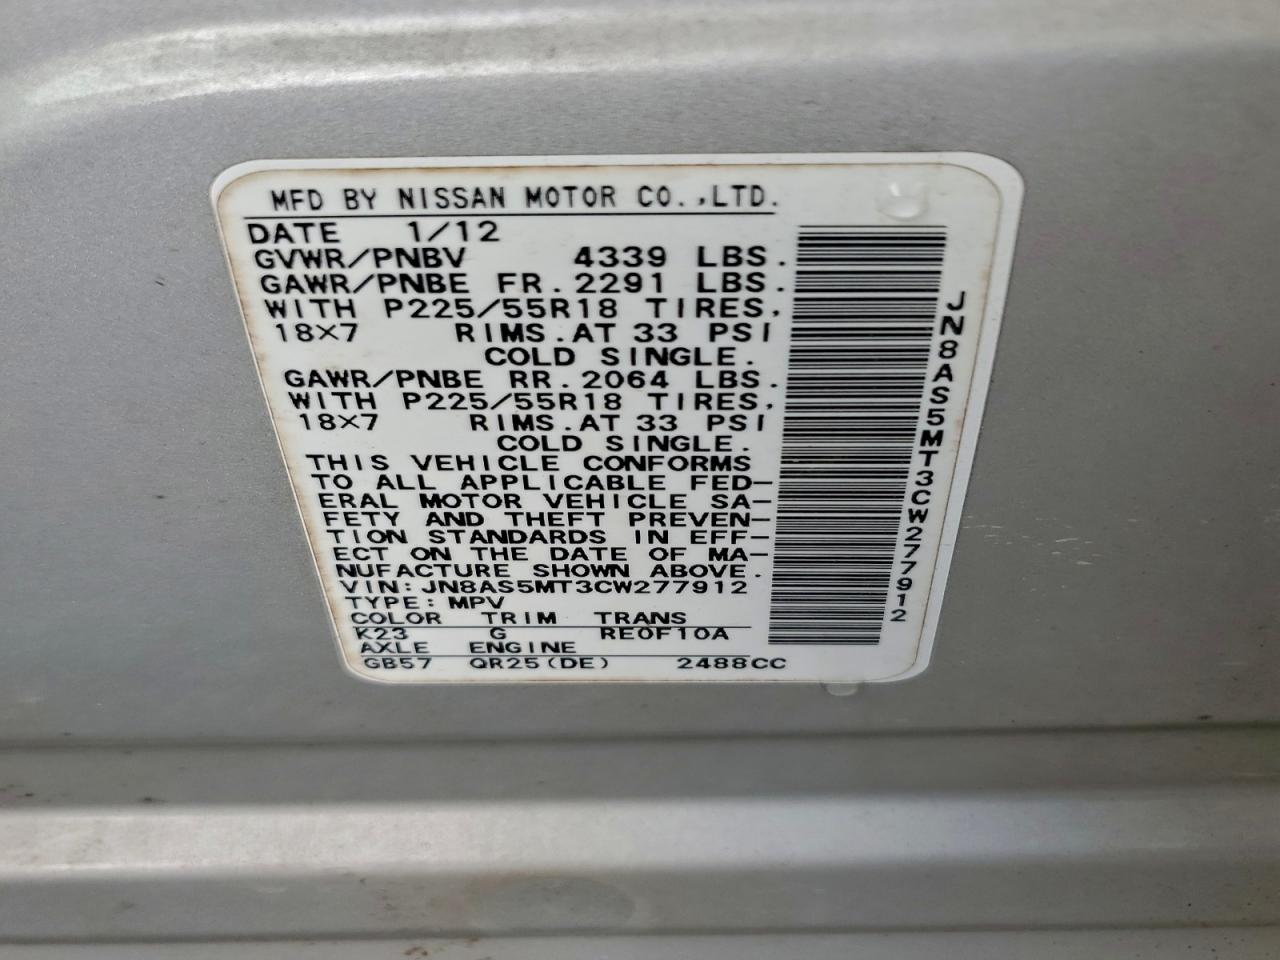 MFD BY NISSAN MOTOR CO.,LTD.
DATE 1/12
GVWR/PNBV 4339 LBS.
GAWR/PNBE FR.2291 LBS.
WITH P225/55R18 TIRES,
18X7 RIMS.AT 33 PSI
COLD SINGLE.
GAWR/PNBE RR.2064 LBS.
WITH P225/55R18 TIRES,
18X7 RIMS.AT 33 PSI
COLD SINGLE.
THIS VEHICLE CONFORMS
TO ALL APPLICABLE FED-
ERAL MOTOR VEHICLE SA-
FETY AND THEFT PREVEN-
TION STANDARDS IN EFF-
ECT ON THE DATE OF MA-
NUFACTURE SHOWN ABOVE.
VIN:JN8AS5MT3CW277912
TYPE:MPV
COLOR TRIM TRANS
K23 G RE0F10A
AXLE ENGINE
GB57 QR25(DE) 2488CC
JN8AS5MT3CW277912